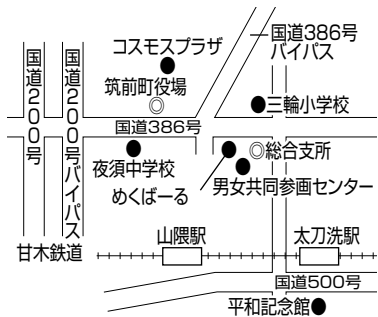 国道386号
バイパス
コスモスプラザ
筑前町役場
三輪小学校
国道386号
国道200号
国道200号バイパス
夜須中学校
めくばーる
総合支所
男女共同参画センター
甘木鉄道
山隈駅
太刀洗駅
国道500号
平和記念館